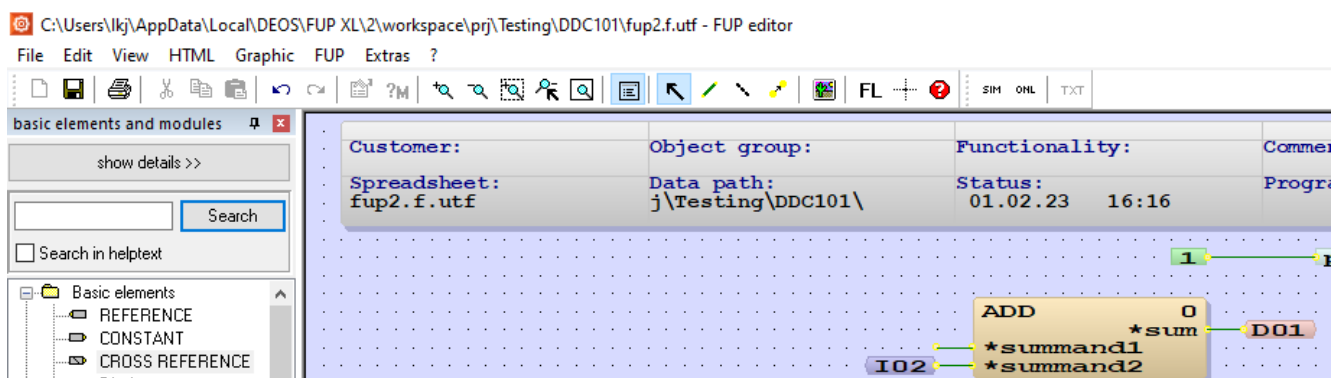 C:\Users\lkj\AppData\Local\DEOS\FUP XL\2\workspace\prj\Testing\DDC101\fup2.f.utf - FUP editor
File Edit View HTML Graphic FUP Extras ?
?M FL SIM ONL TXT
basic elements and modules
show details >>
Search
Search in helptext
Basic elements
REFERENCE
CONSTANT
CROSS REFERENCE
Customer: Object group: Functionality:
Spreadsheet: Data path: Status:
fup2.f.utf j\Testing\DDC101\ 01.02.23 16:16
1
ADD 0
*sum DO1
*summand1
IO2 *summand2